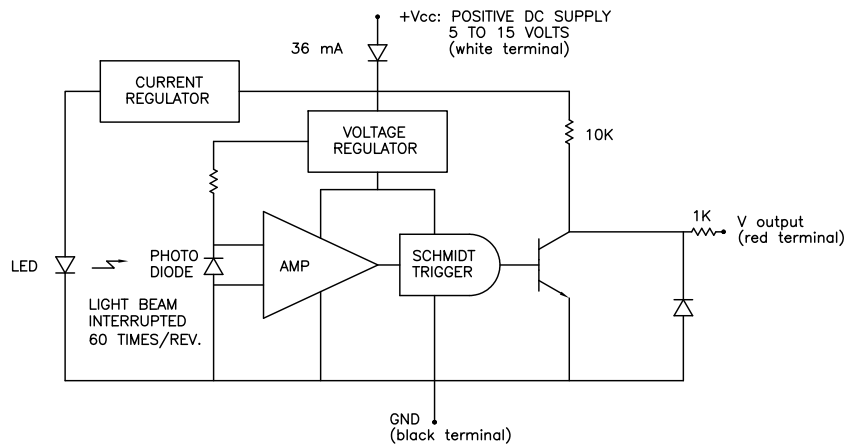 +Vcc: POSITIVE DC SUPPLY
5 TO 15 VOLTS
(white terminal)
36 mA
CURRENT
REGULATOR
VOLTAGE
REGULATOR
10K
1K
V output
(red terminal)
LED
PHOTO
DIODE
AMP
SCHMIDT
TRIGGER
LIGHT BEAM
INTERRUPTED
60 TIMES/REV.
GND
(black terminal)